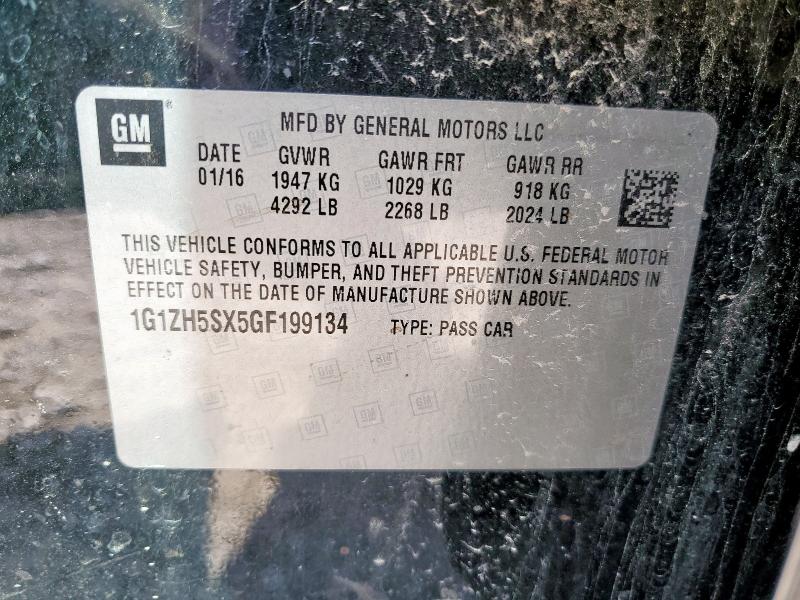 GM
MFD BY GENERAL MOTORS LLC
DATE GVWR GAWR FRT GAWR RR
01/16 1947 KG 1029 KG 918 KG
4292 LB 2268 LB 2024 LB
THIS VEHICLE CONFORMS TO ALL APPLICABLE U.S. FEDERAL MOTOR
VEHICLE SAFETY, BUMPER, AND THEFT PREVENTION STANDARDS IN
EFFECT ON THE DATE OF MANUFACTURE SHOWN ABOVE.
1G1ZH5SX5GF199134 TYPE: PASS CAR